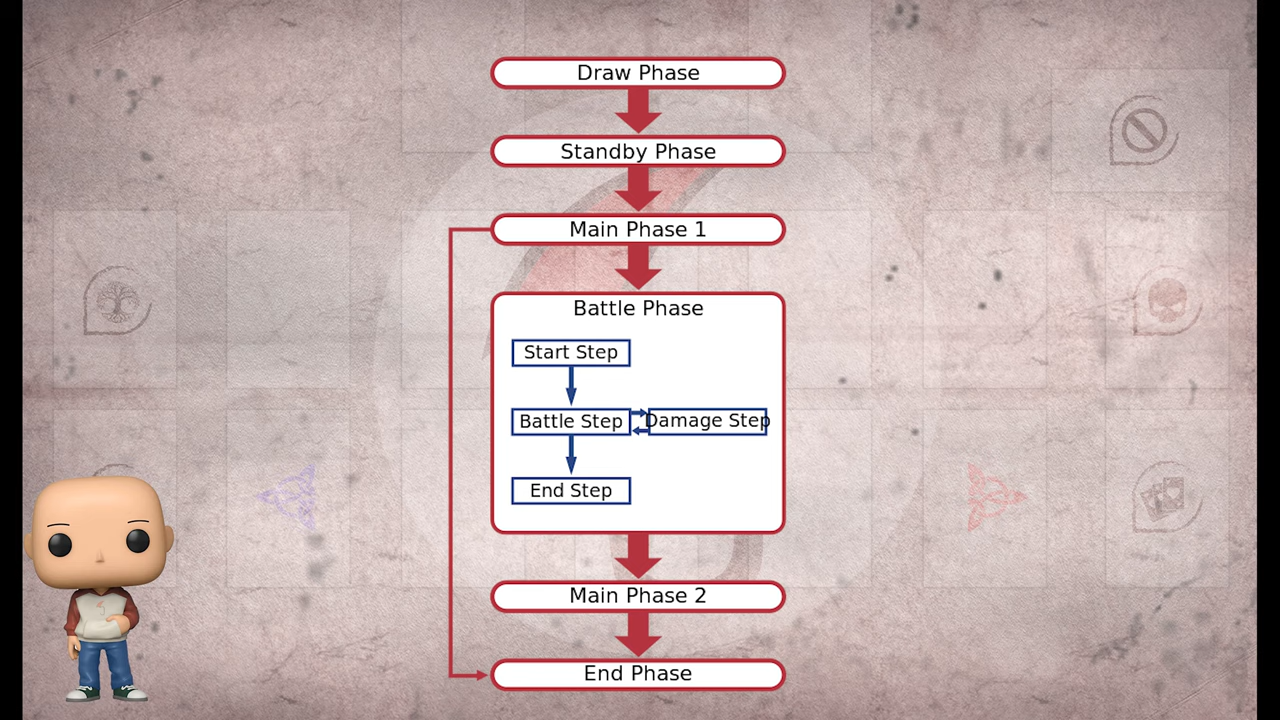 Draw Phase
Standby Phase
Main Phase 1
Battle Phase
Start Step
Battle Step
Damage Step
End Step
Main Phase 2
End Phase